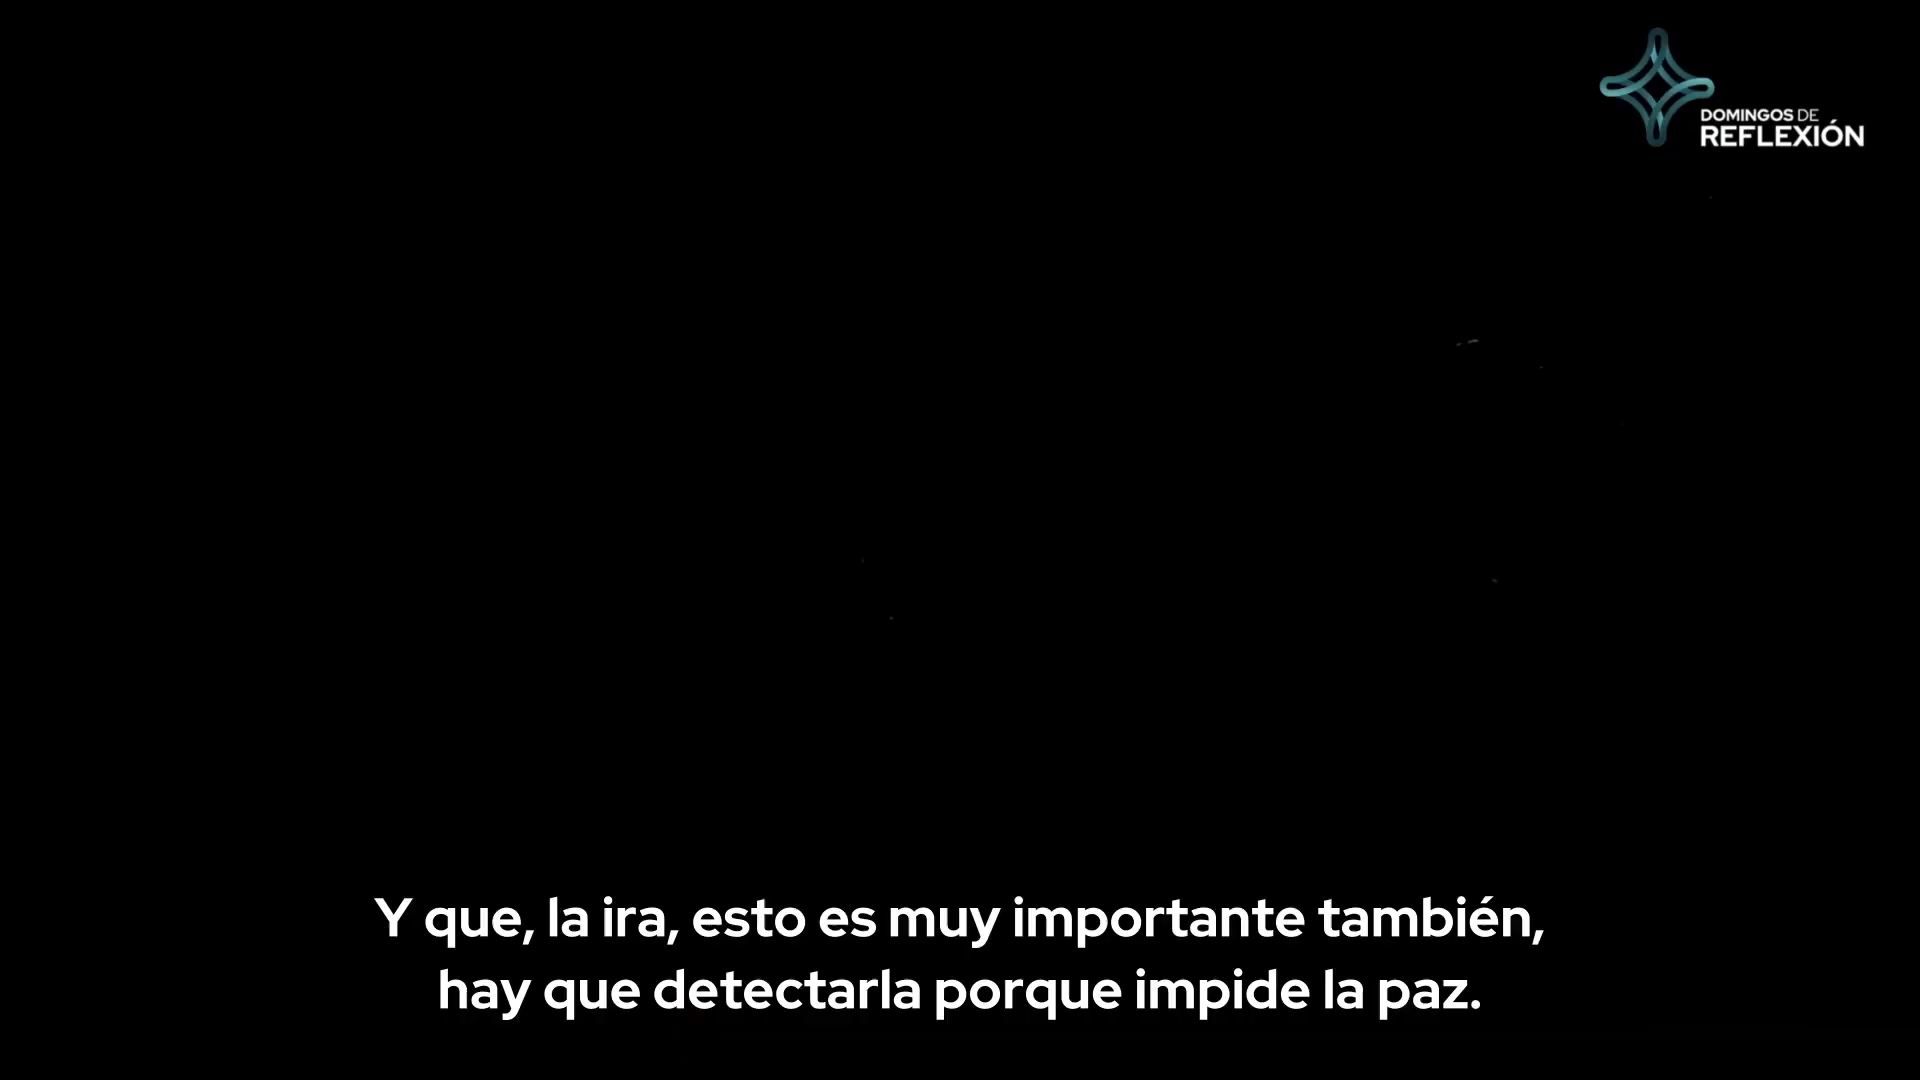 DOMINGOS DE
REFLEXIÓN
Y que, la ira, esto es muy importante también,
hay que detectarla porque impide la paz.